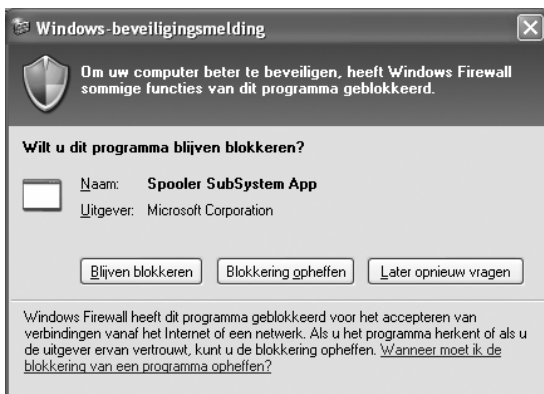 Windows-beveiligingsmelding
Om uw computer beter te beveiligen, heeft Windows Firewall
sommige functies van dit programma geblokkeerd.
Wilt u dit programma blijven blokkeren?
Naam: Spooler SubSystem App
Uitgever: Microsoft Corporation
Blijven blokkeren Blokkering opheffen Later opnieuw vragen
Windows Firewall heeft dit programma geblokkeerd voor het accepteren van
verbindingen vanaf het Internet of een netwerk. Als u het programma herkent of als u
de uitgever ervan vertrouwt, kunt u de blokkering opheffen. Wanneer moet ik de
blokkering van een programma opheffen?